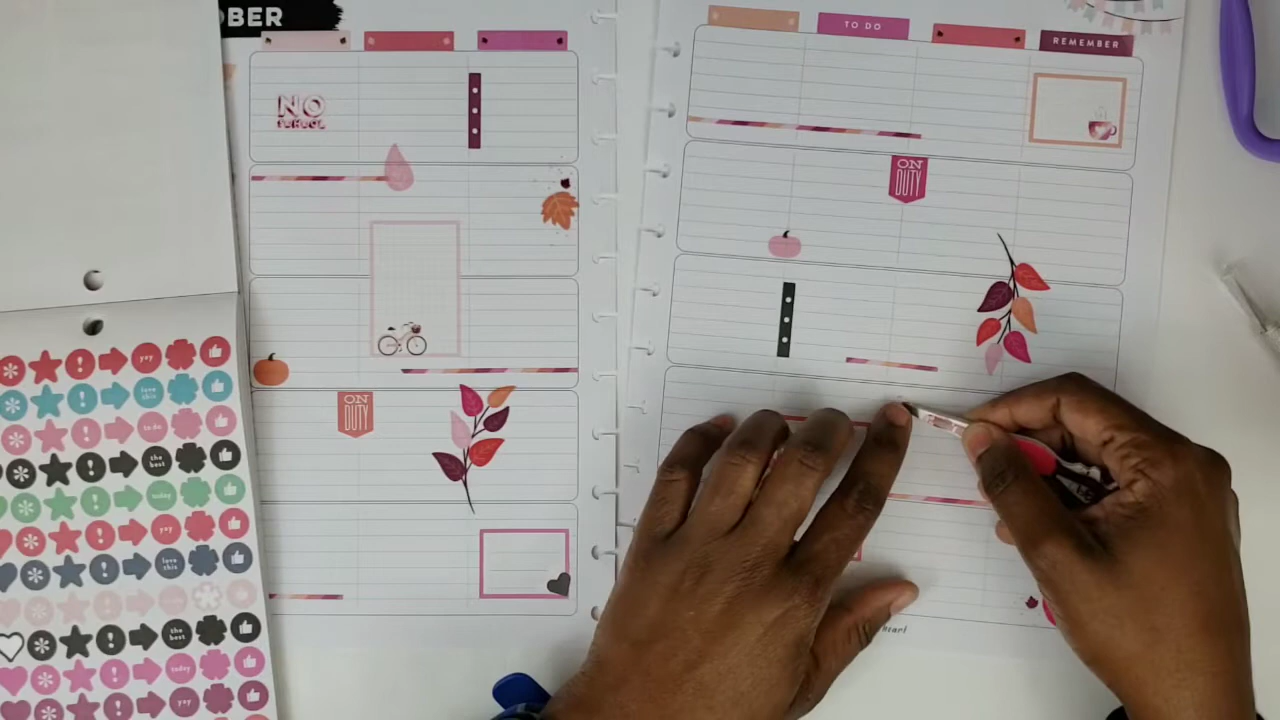 OBER
TO DO
REMEMBER
NO
SCHOOL
ON
DUTY
ON
DUTY
yay
love
this
to do
the
best
today
yay
love
this
the
best
today
yay